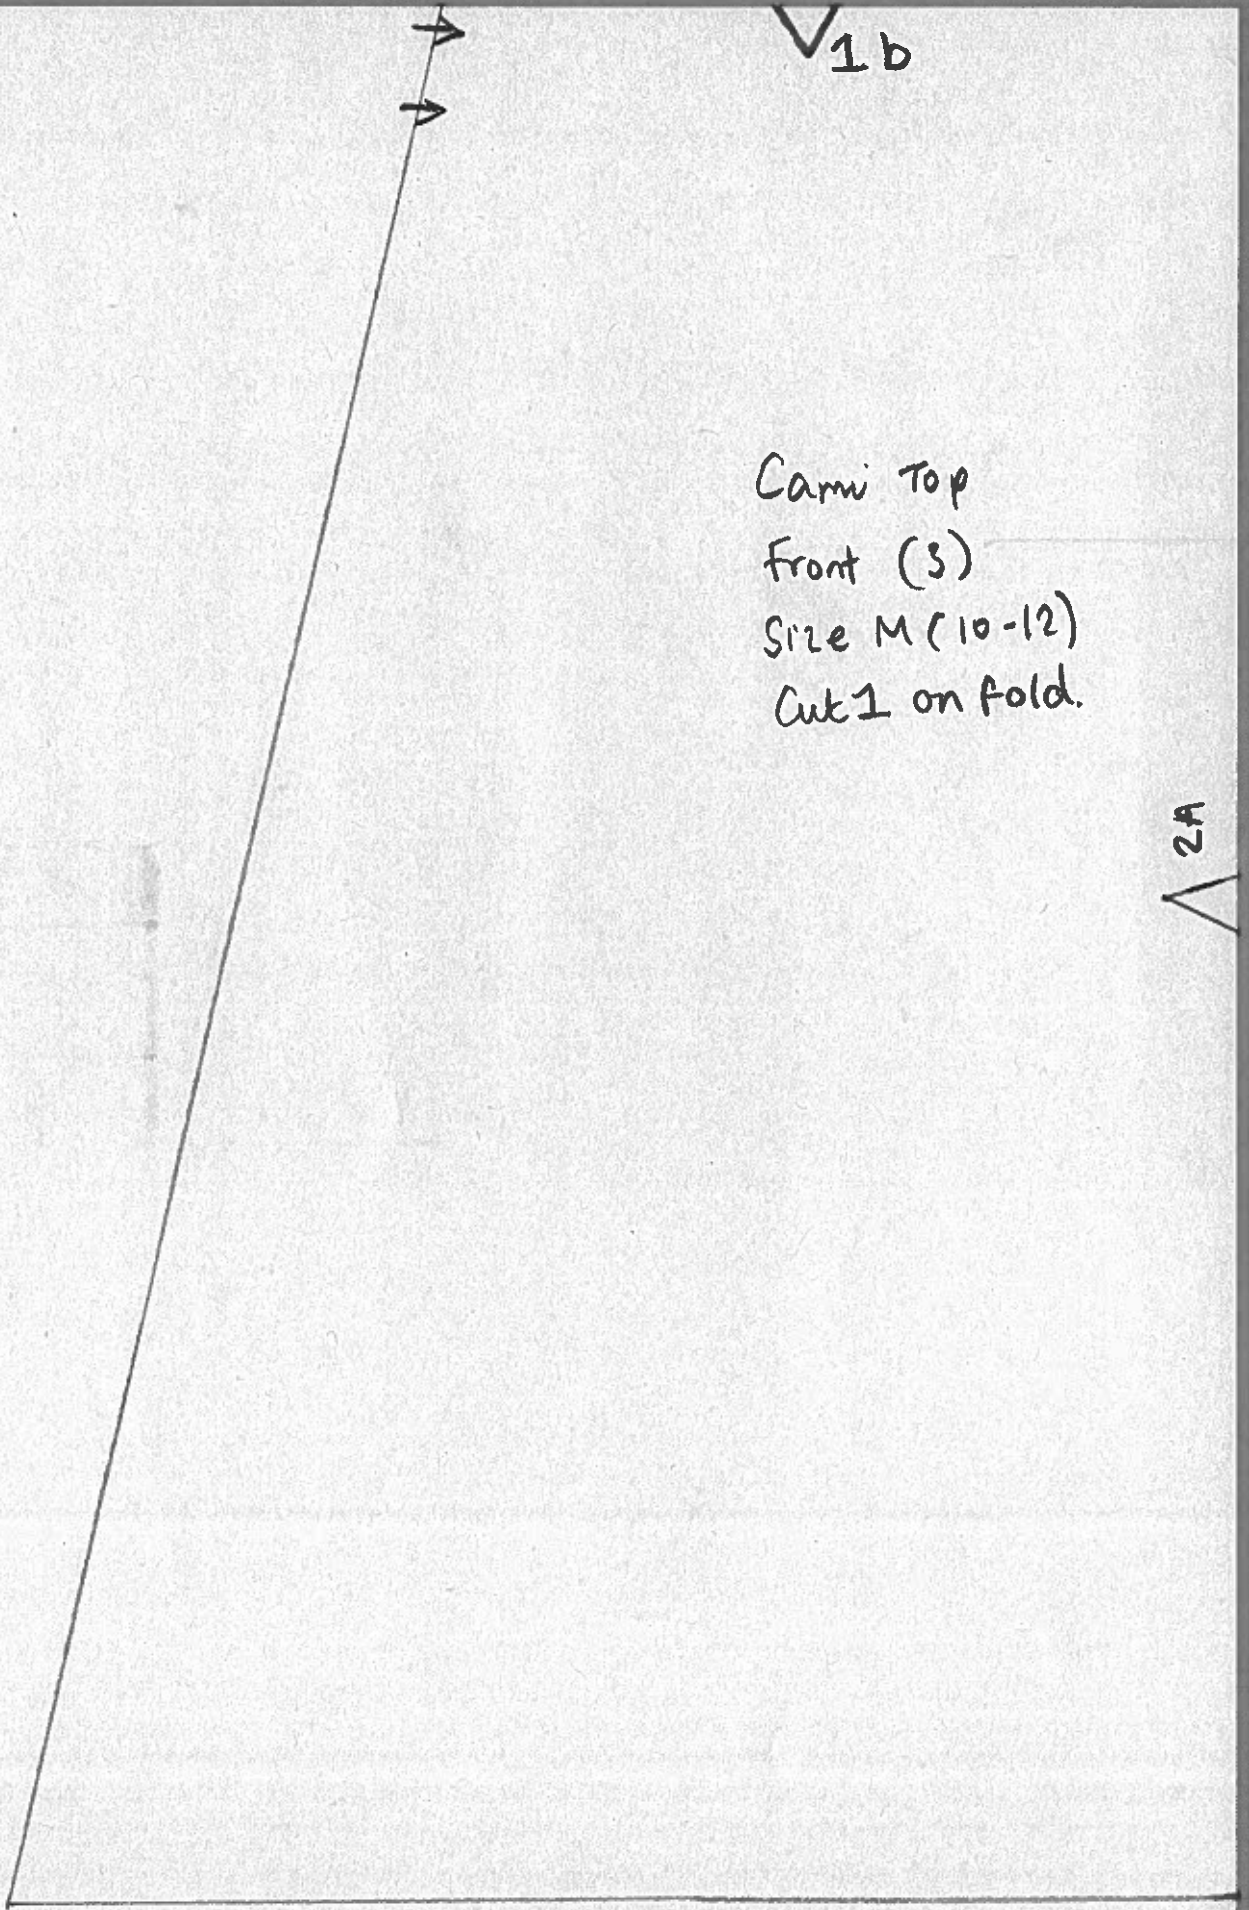 1b
Cami Top
Front (3)
Size M (10-12)
Cut 1 on fold.
2A